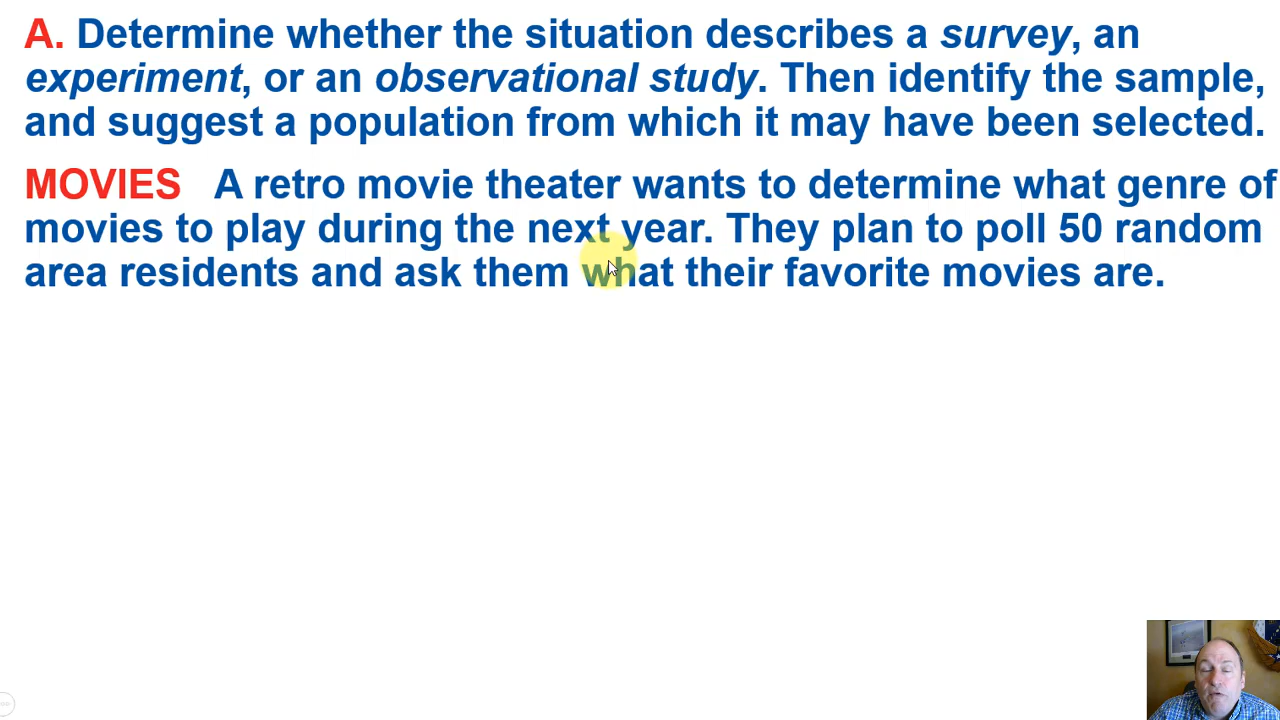 A. Determine whether the situation describes a survey, an
experiment, or an observational study. Then identify the sample,
and suggest a population from which it may have been selected.
MOVIES A retro movie theater wants to determine what genre of
movies to play during the next year. They plan to poll 50 random
area residents and ask them what their favorite movies are.